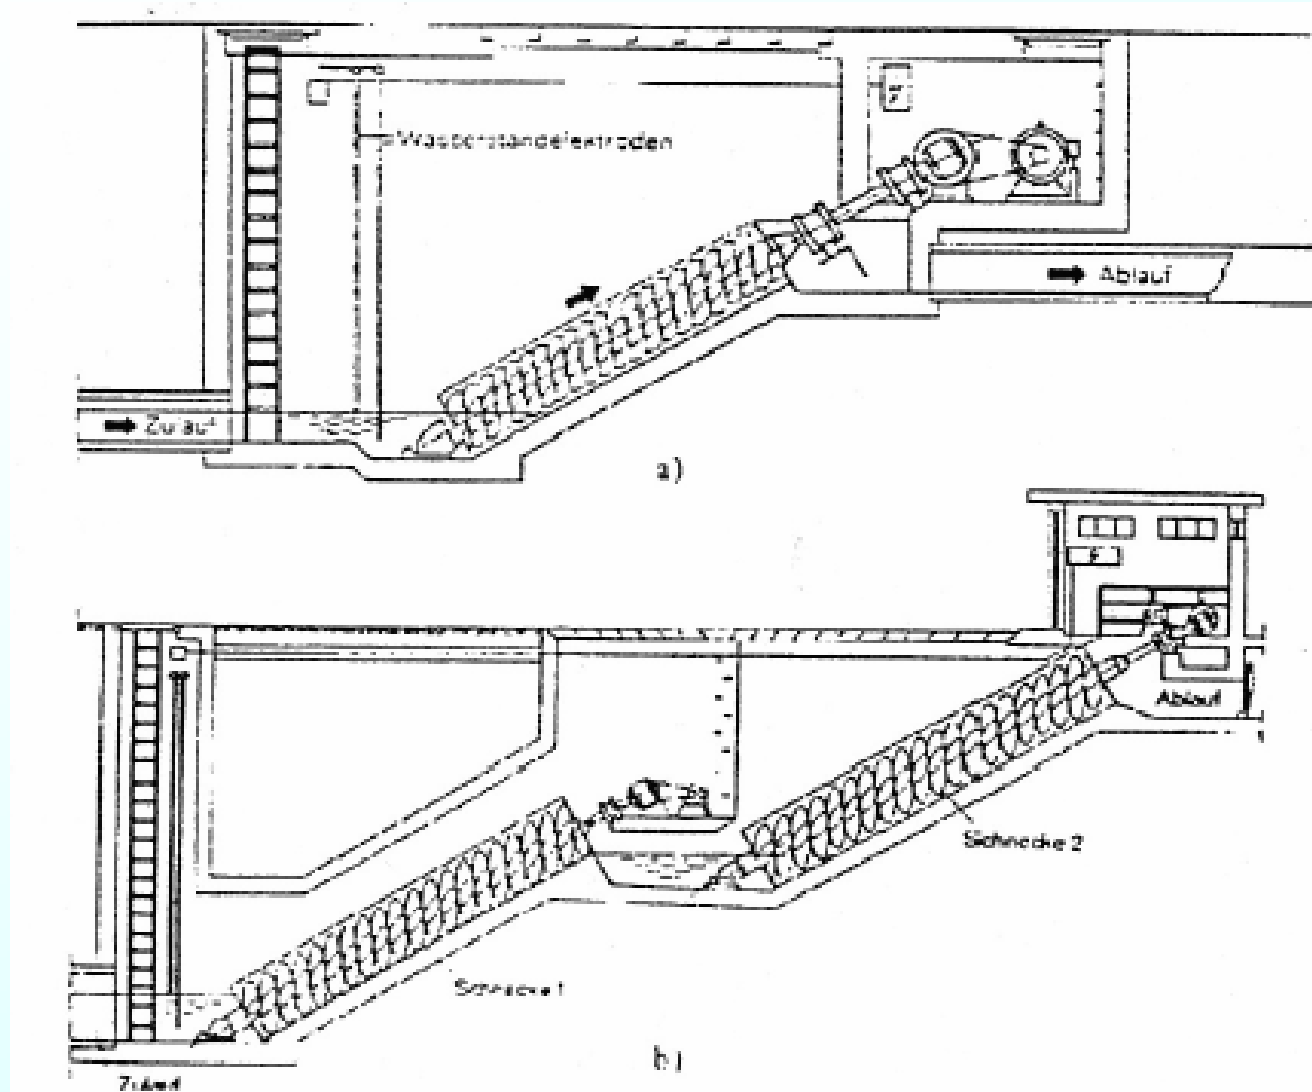 Wasserstandelektroden
Ablauf
Zulauf
a)
Ablauf
Schnecke 2
Schnecke 1
b)
Zulauf